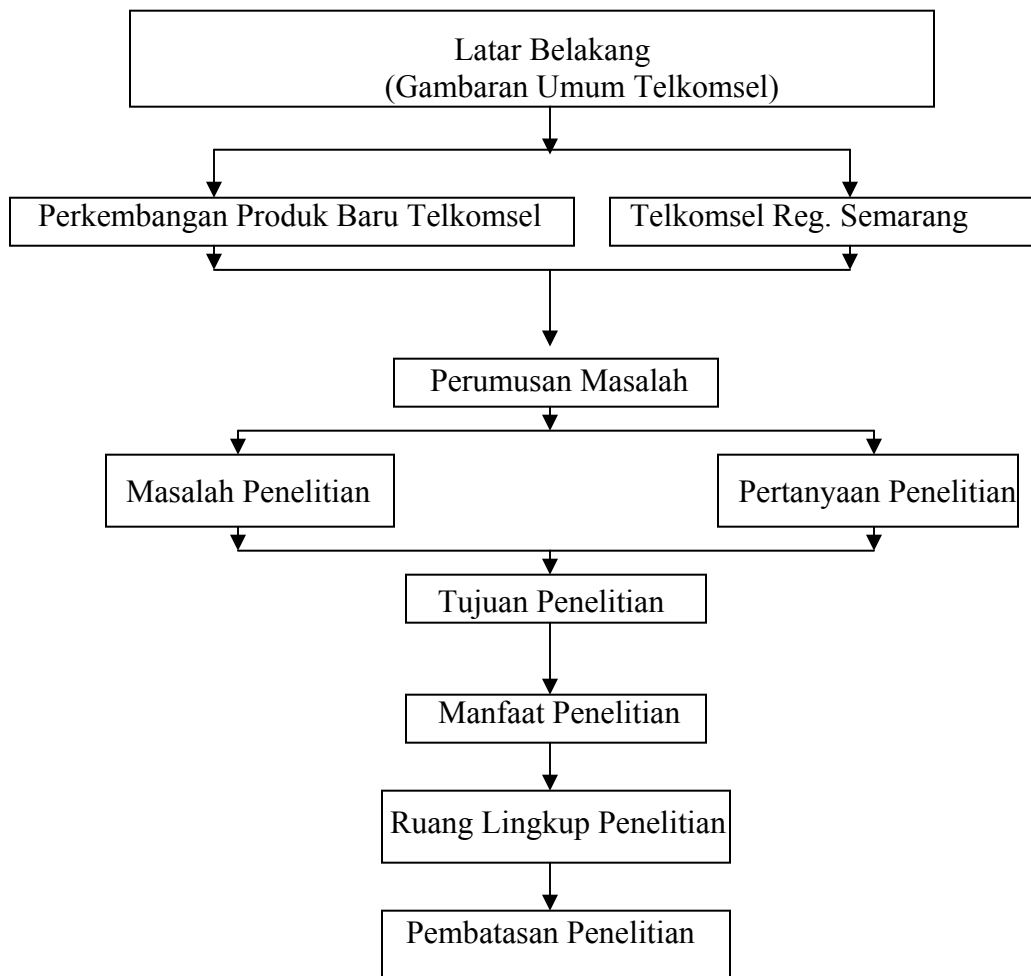 Latar Belakang
(Gambaran Umum Telkomsel)
Perkembangan Produk Baru Telkomsel
Telkomsel Reg. Semarang
Perumusan Masalah
Masalah Penelitian
Pertanyaan Penelitian
Tujuan Penelitian
Manfaat Penelitian
Ruang Lingkup Penelitian
Pembatasan Penelitian